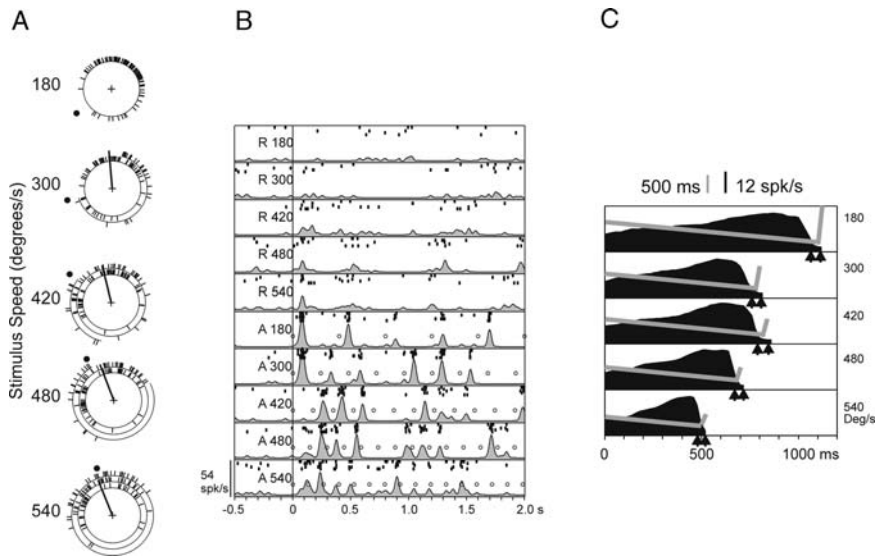 A
B
C
Stimulus Speed (degrees/s)
180
300
420
480
540
R 180
R 300
R 420
R 480
R 540
A 180
A 300
A 420
A 480
A 540
54
spk/s
-0.5 0 0.5 1.0 1.5 2.0 s
500 ms 12 spk/s
180
300
420
480
540
Deg/s
0 500 1000 ms